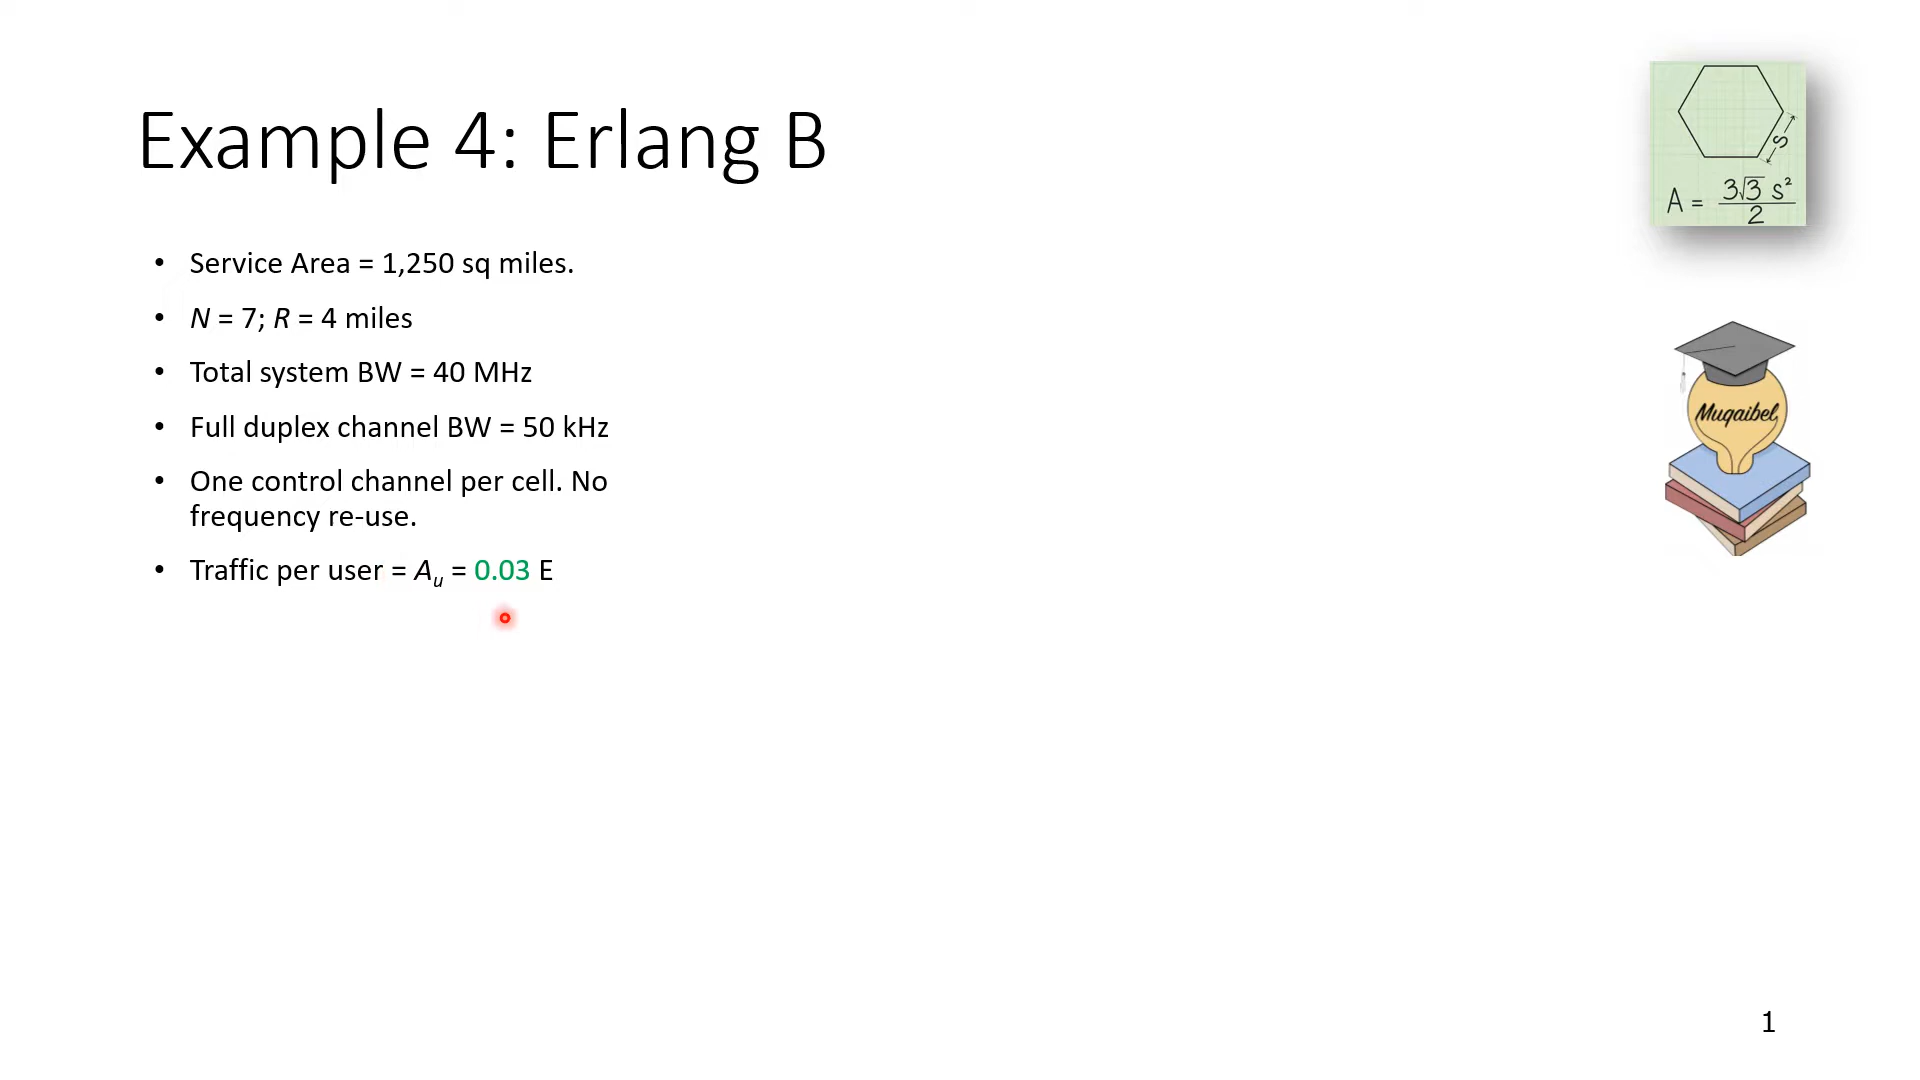 Example 4: Erlang B
• Service Area = 1,250 sq miles.
• N = 7; R = 4 miles
• Total system BW = 40 MHz
• Full duplex channel BW = 50 kHz
• One control channel per cell. No
frequency re-use.
• Traffic per user = Au = 0.03 E
S
A = 3√3 s²
2
Muqaibel
1